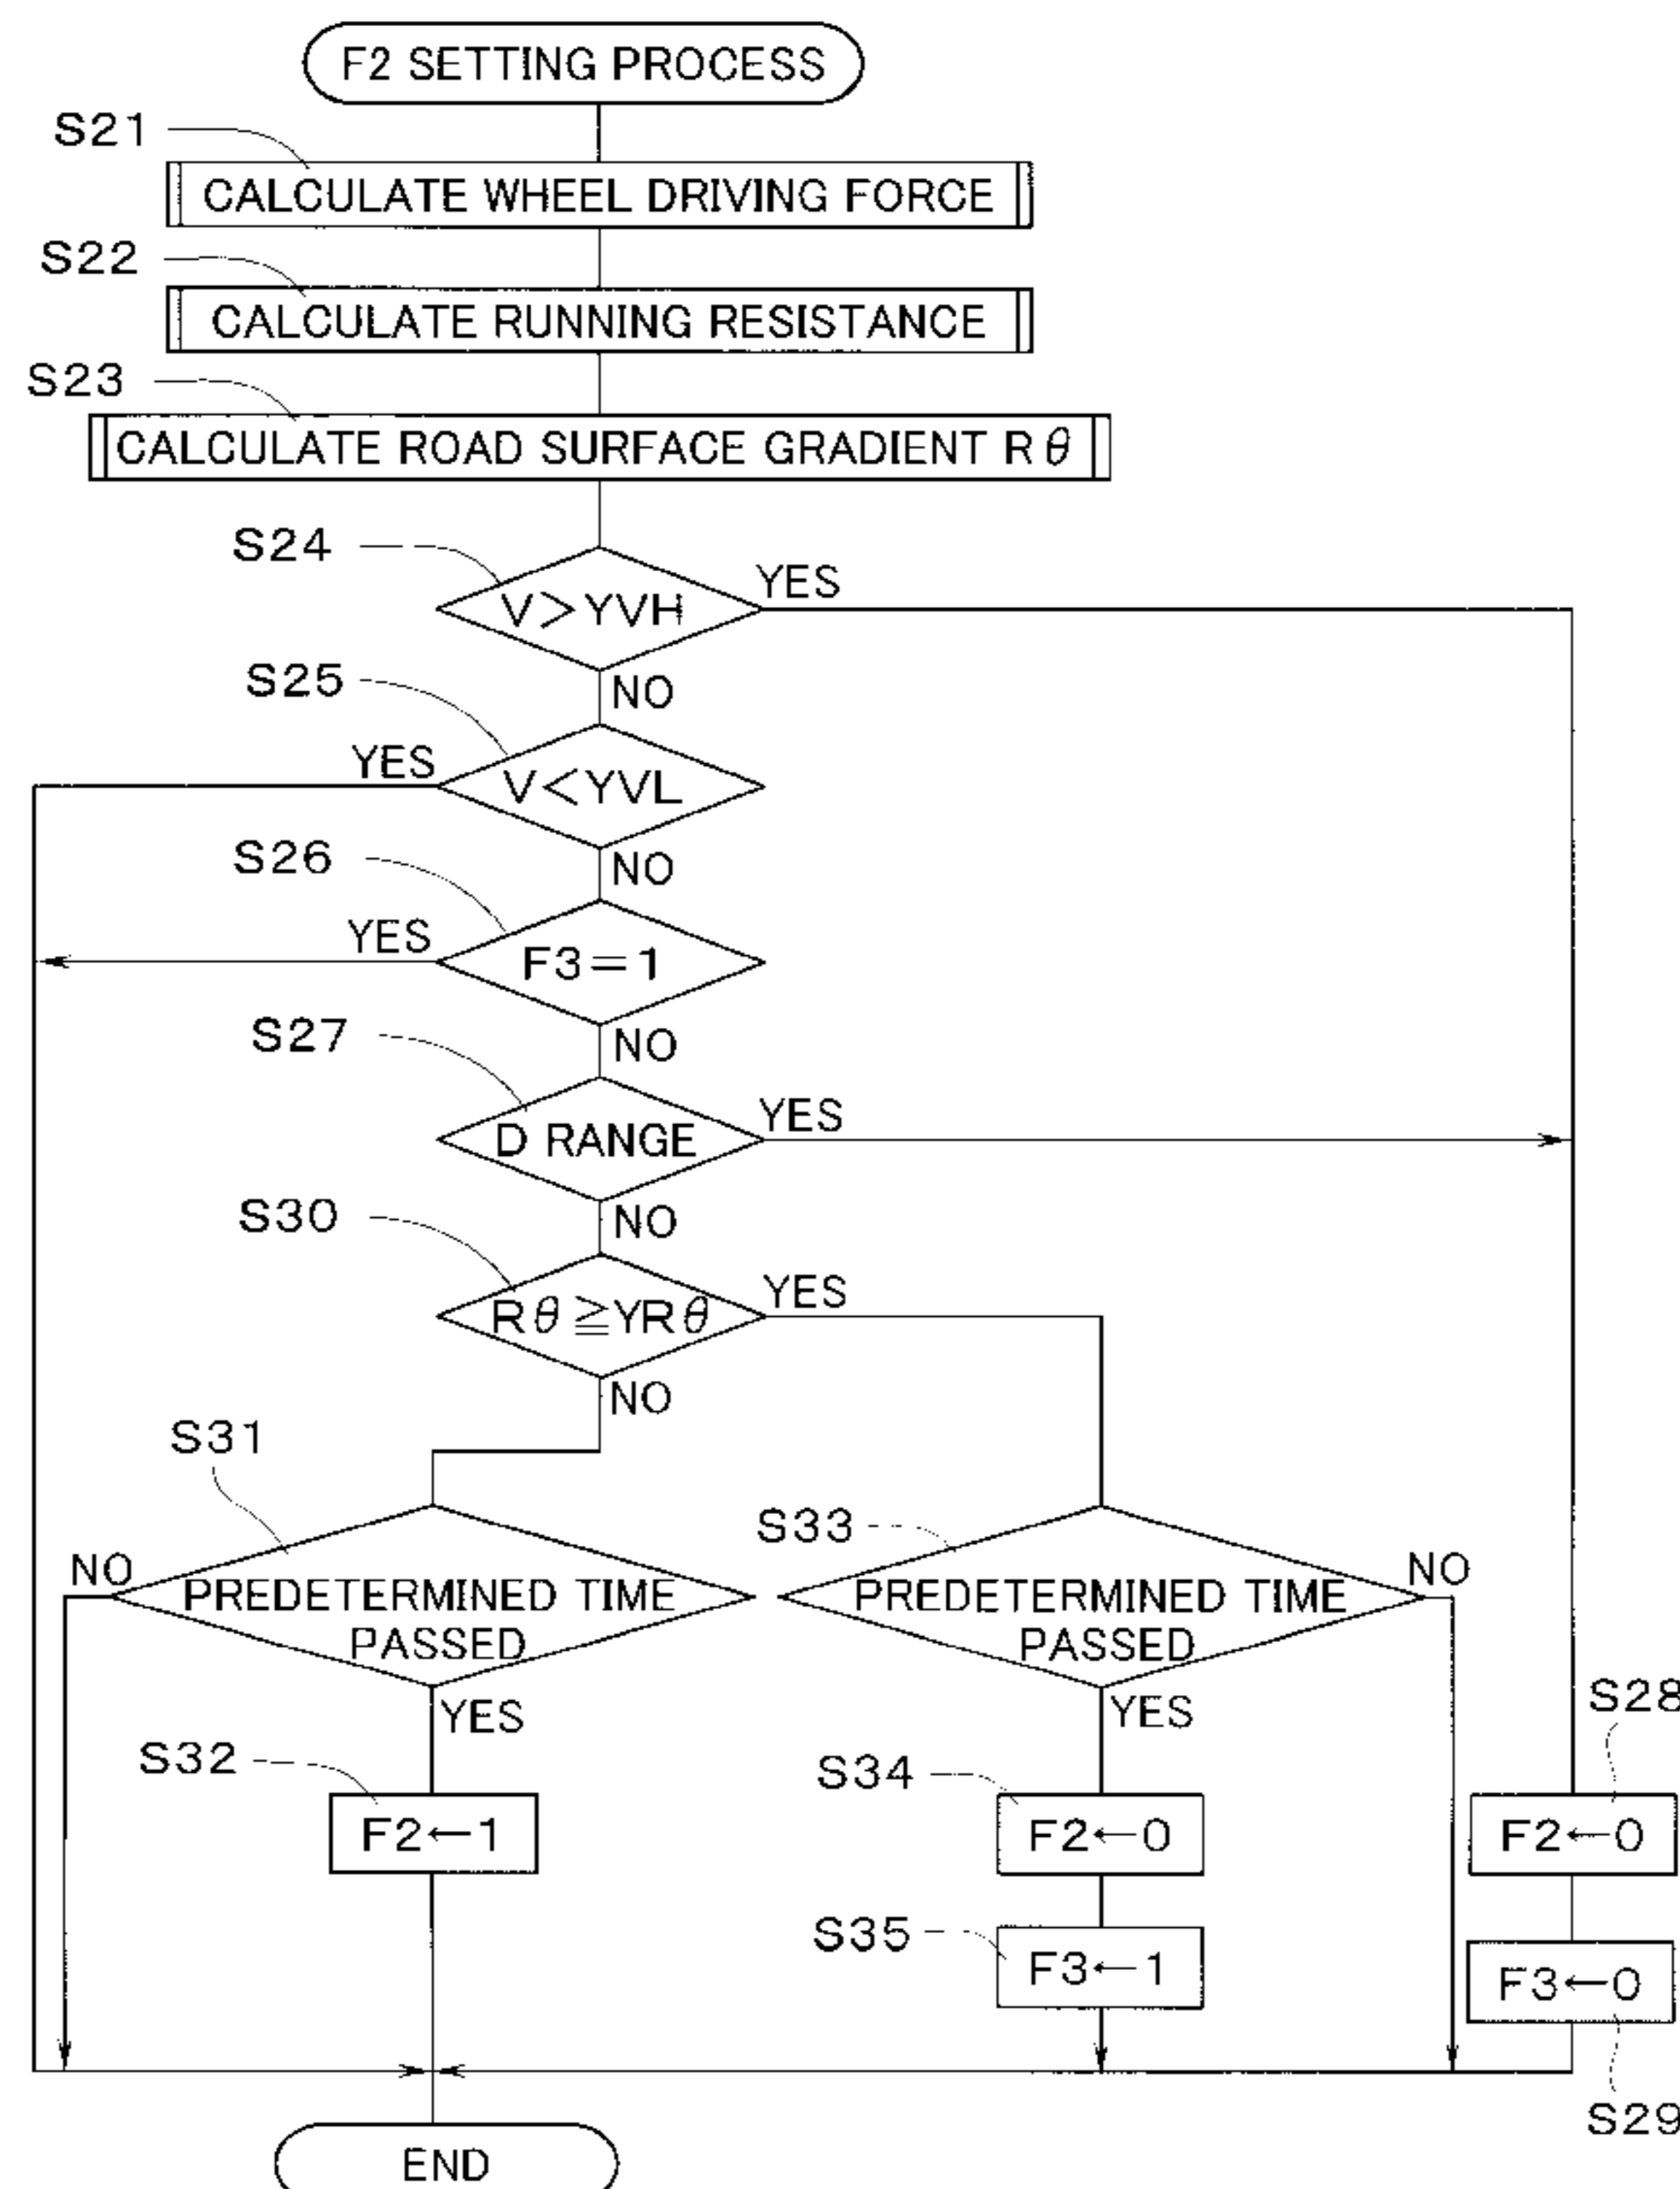 F2 SETTING PROCESS
S21
CALCULATE WHEEL DRIVING FORCE
S22
CALCULATE RUNNING RESISTANCE
S23
CALCULATE ROAD SURFACE GRADIENT Rθ
S24
V>YVH
YES
NO
S25
V<YVL
YES
NO
S26
F3=1
YES
NO
S27
D RANGE
YES
NO
S30
Rθ≧YRθ
YES
NO
S31
PREDETERMINED TIME
PASSED
NO
YES
S33
PREDETERMINED TIME
PASSED
NO
YES
S32
F2←1
S34
F2←0
S28
F2←0
S35
F3←1
F3←0
S29
END